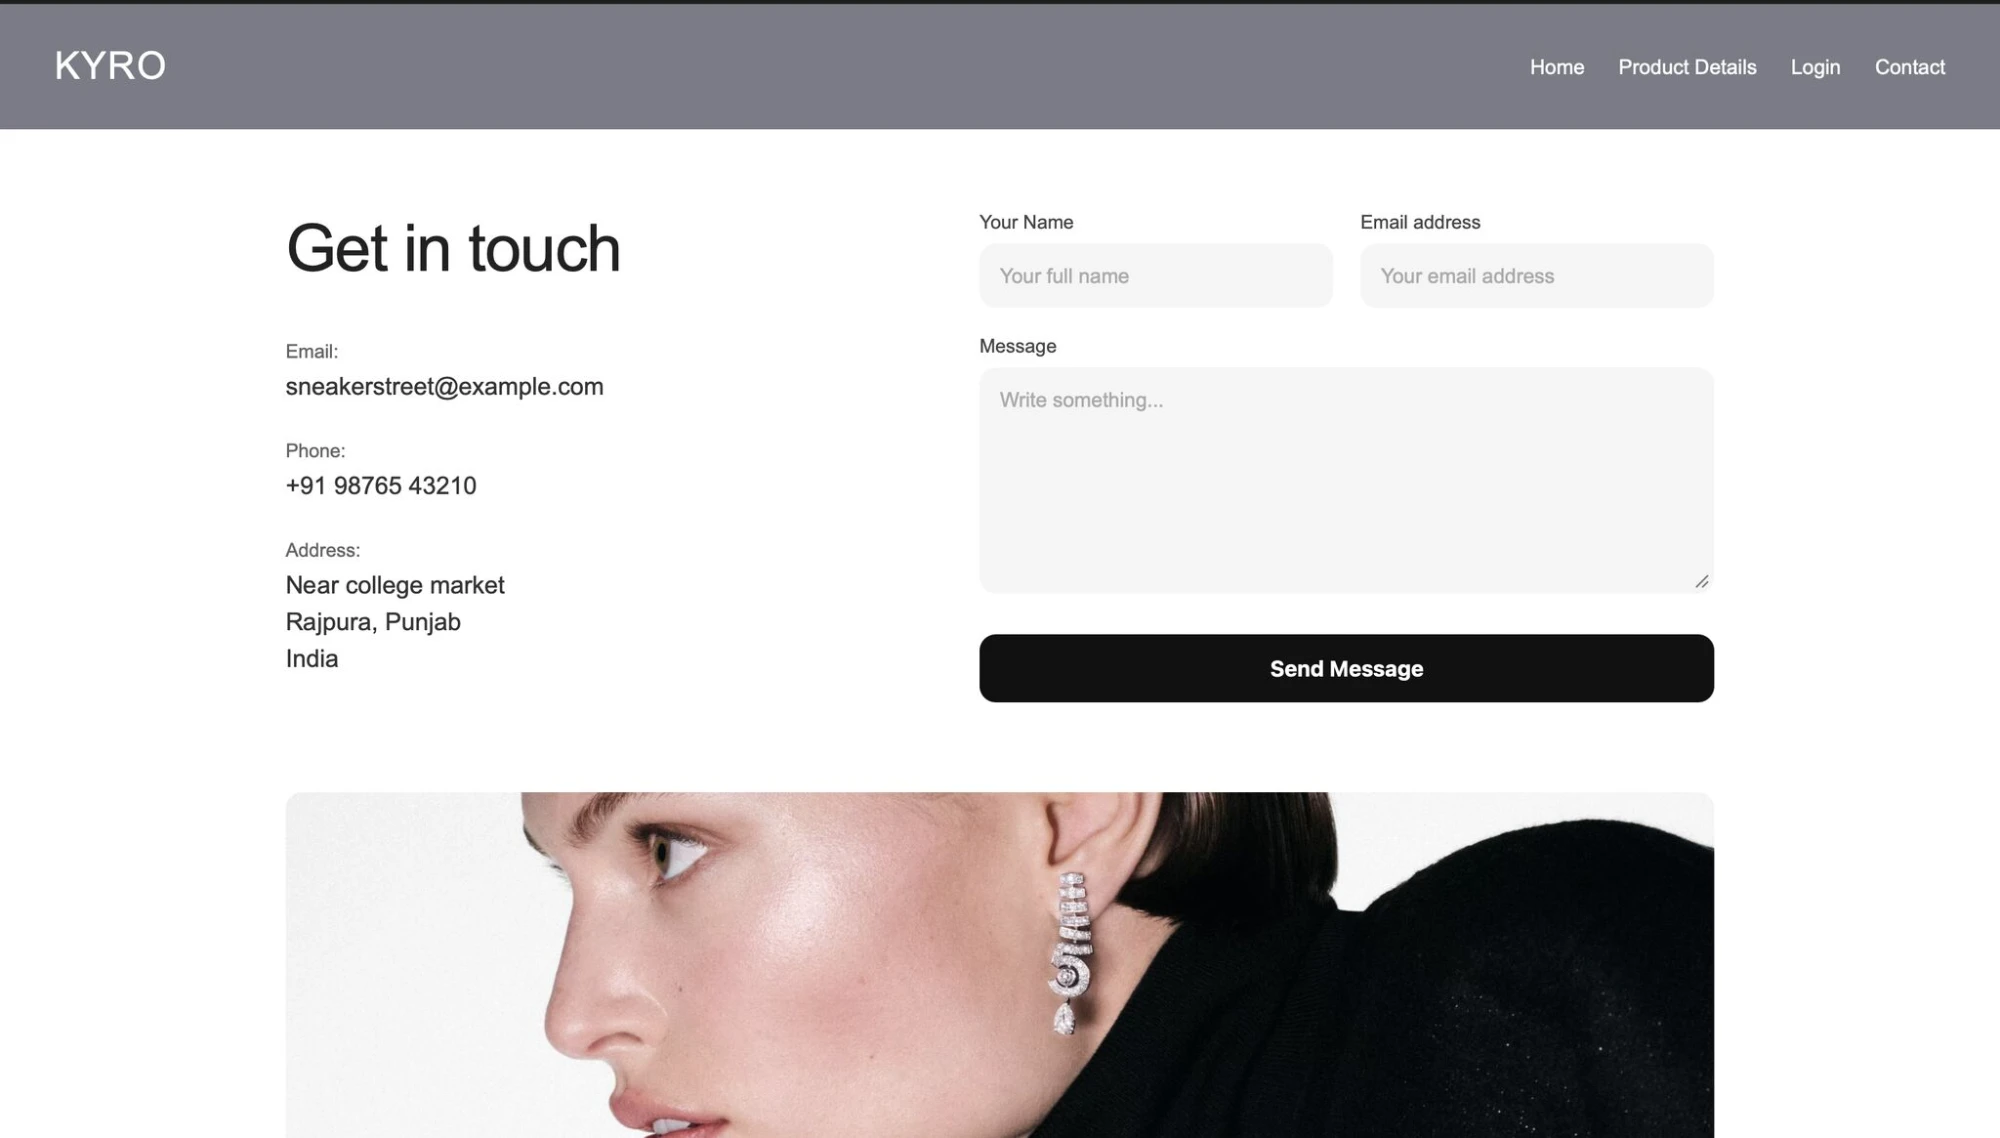 KYRO
Home Product Details Login Contact
Get in touch
Email:
sneakerstreet@example.com
Phone:
+91 98765 43210
Address:
Near college market
Rajpura, Punjab
India
Your Name
Email address
Your full name
Your email address
Message
Write something...
Send Message